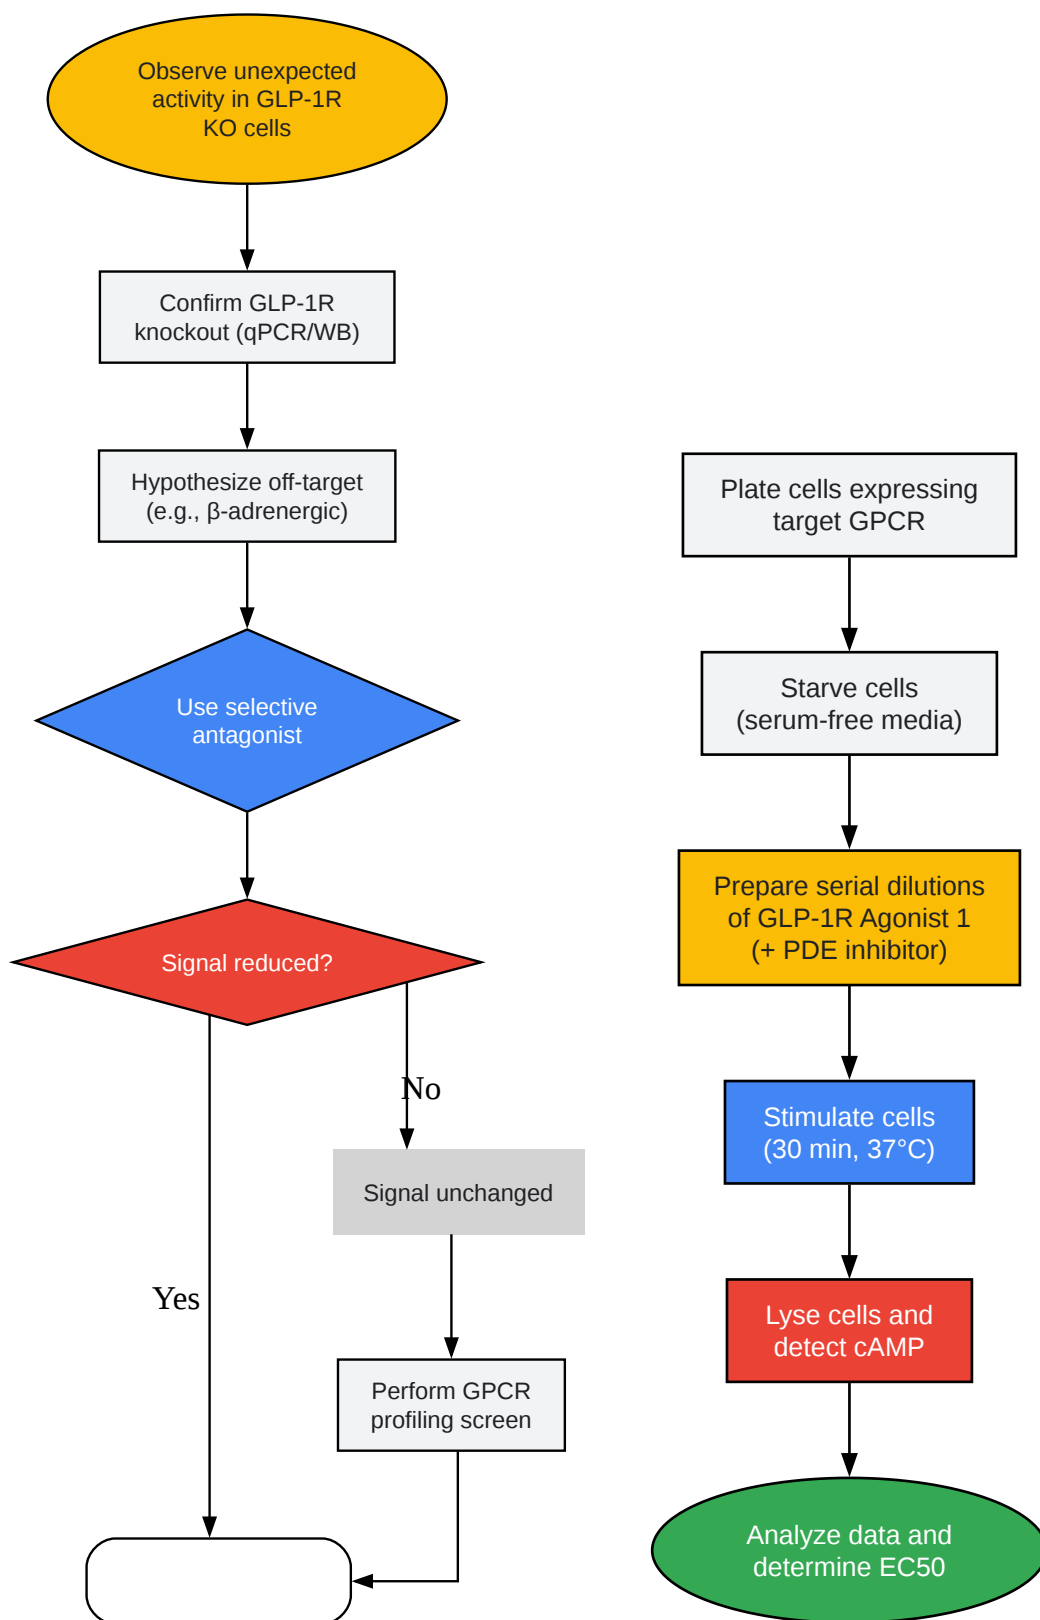 Observe unexpected
activity in GLP-1R
KO cells
Confirm GLP-1R
knockout (qPCR/WB)
Hypothesize off-target
(e.g., β-adrenergic)
Use selective
antagonist
Signal reduced?
No
Signal unchanged
Yes
Perform GPCR
profiling screen
Plate cells expressing
target GPCR
Starve cells
(serum-free media)
Prepare serial dilutions
of GLP-1R Agonist 1
(+ PDE inhibitor)
Stimulate cells
(30 min, 37°C)
Lyse cells and
detect cAMP
Analyze data and
determine EC50